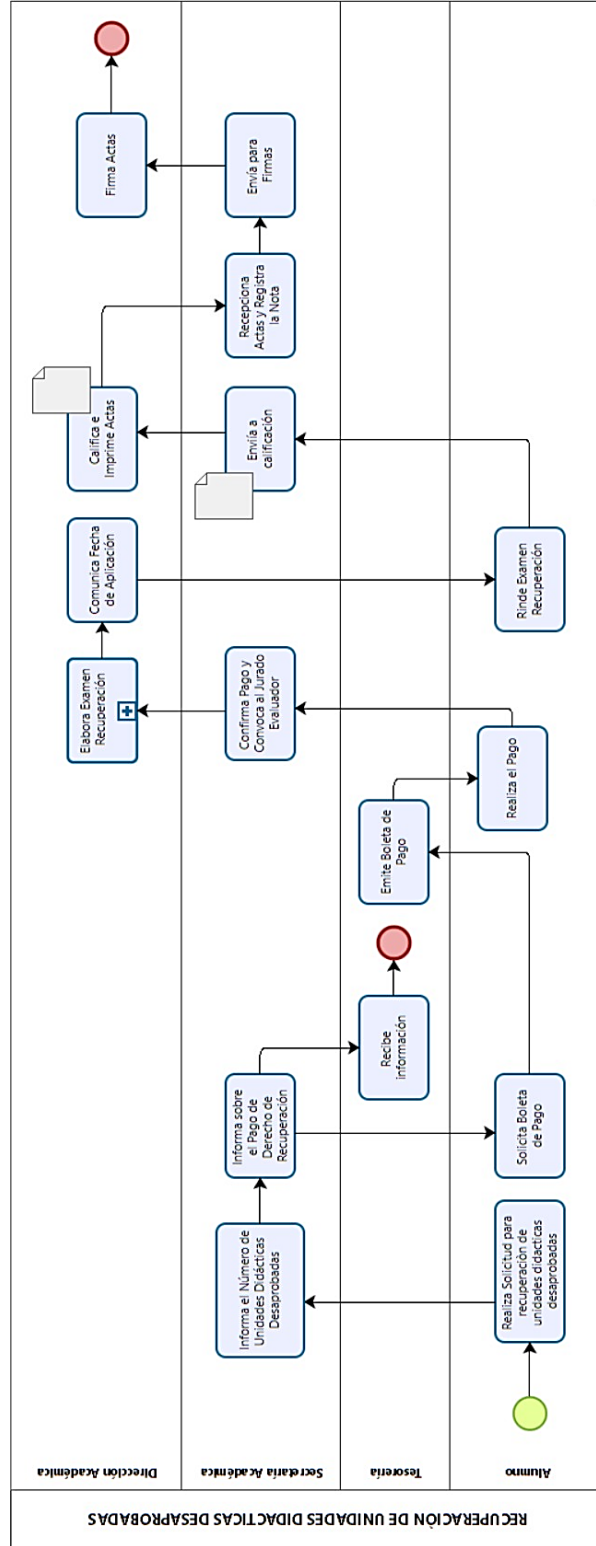 RECUPERACIÓN DE UNIDADES DIDACTICAS DESAPROBADAS
Dirección Académica
Secretaria Académica
Tesorería
Alumno
Realiza Solicitud para
recuperación de
unidades didacticas
desaprobadas
Informa el Número de
Unidades Didácticas
Desaprobadas
Informa sobre
el Pago de
Derecho de
Recuperación
Recibe
información
Solicita Boleta
de Pago
Emite Boleta de
Pago
Realiza el Pago
Confirma Pago y
Convoca al Jurado
Evaluador
Elabora Examen
Recuperación
Comunica Fecha
de Aplicación
Rinde Examen
Recuperación
Envíia a
calificación
Califica e
Imprime Actas
Recepciona
Actas y Registra
la Nota
Envía para
Firmas
Firma Actas